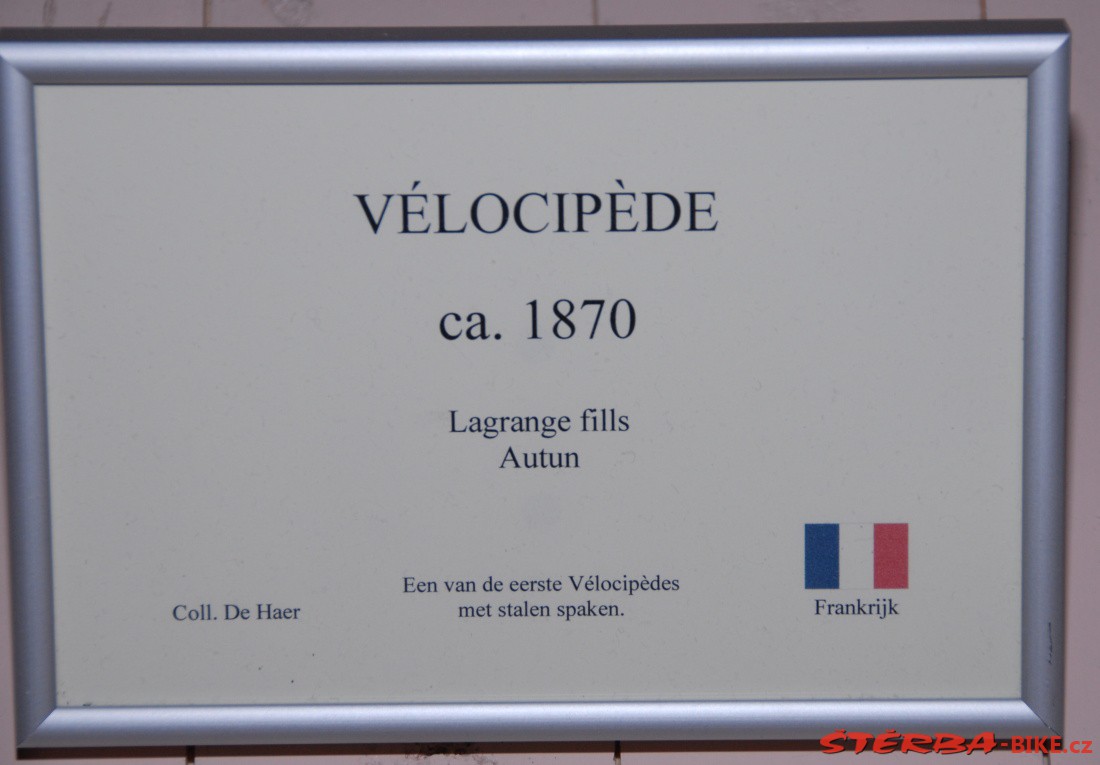 VÉLOCIPÈDE
ca. 1870
Lagrange fills
Autun
Een van de eerste Vélocipèdes
met stalen spaken.
Coll. De Haer
Frankrijk
STERBA-BIKE.cz